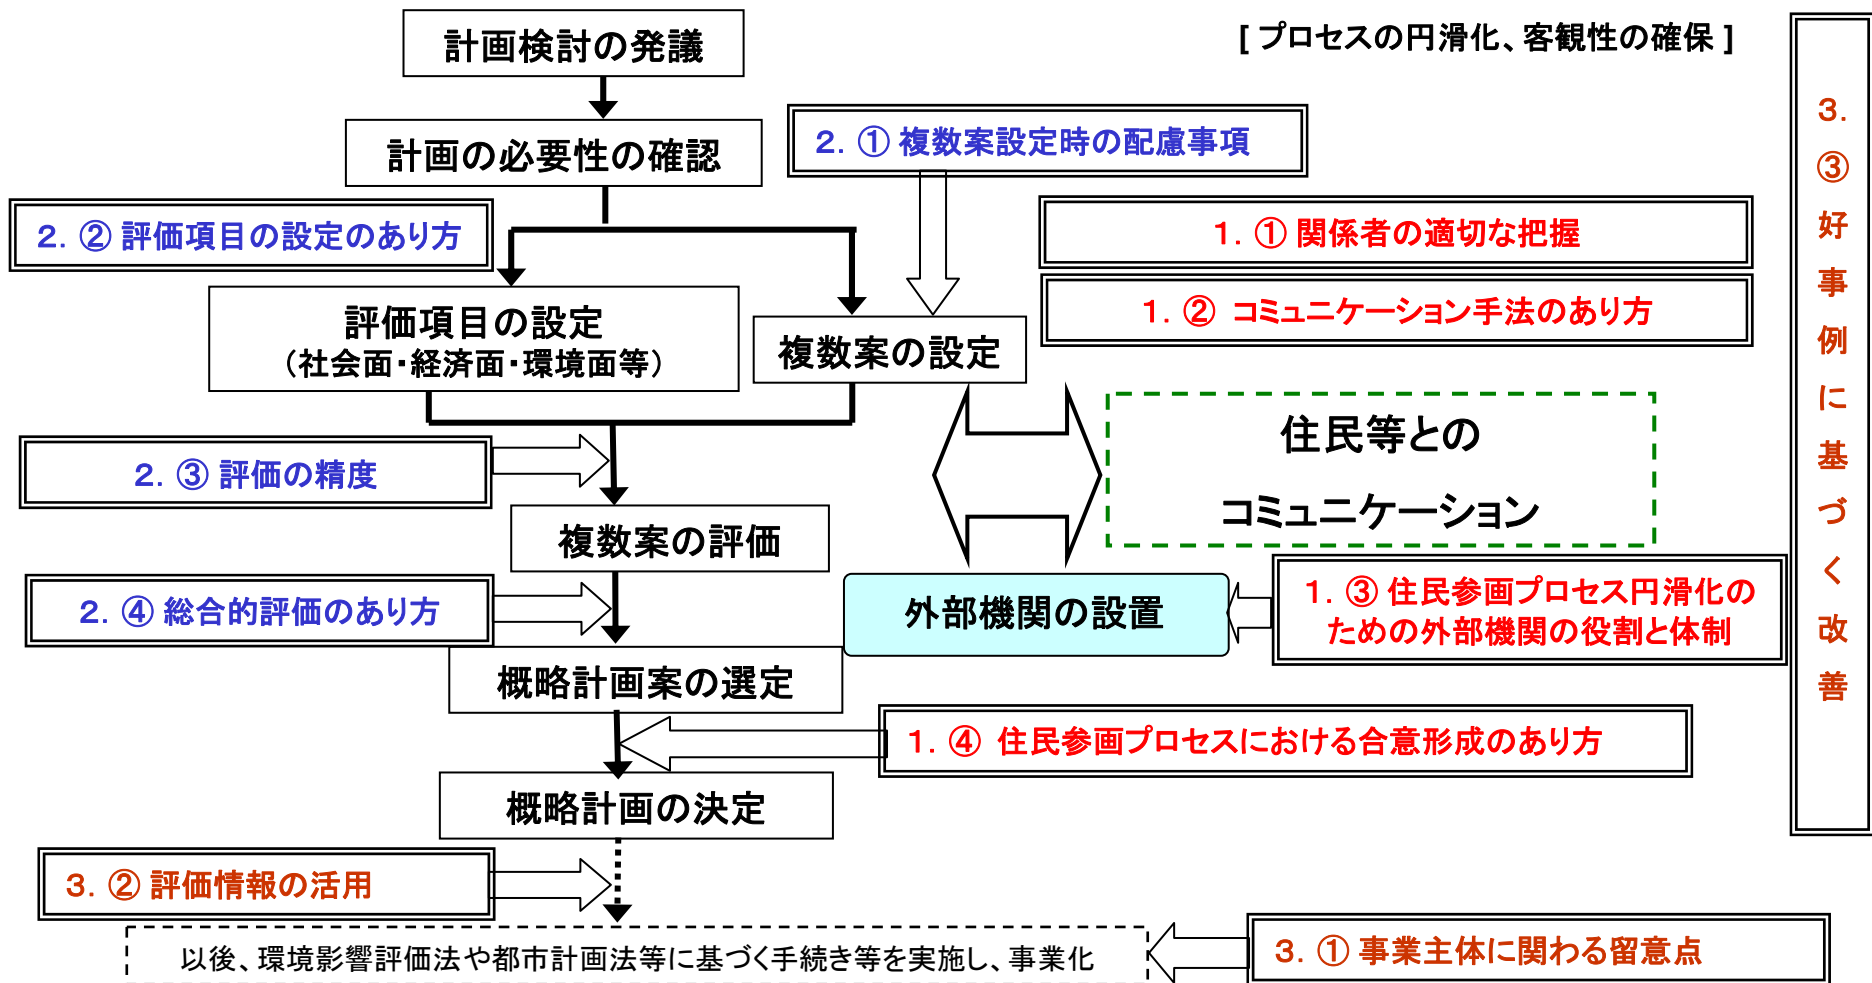 計画検討の発議
[ プロセスの円滑化、客観性の確保 ]
計画の必要性の確認
2. ① 複数案設定時の配慮事項
2. ② 評価項目の設定のあり方
1. ① 関係者の適切な把握
1. ② コミュニケーション手法のあり方
評価項目の設定
(社会面・経済面・環境面等)
複数案の設定
住民等との
コミュニケーション
2. ③ 評価の精度
複数案の評価
2. ④ 総合的評価のあり方
外部機関の設置
1. ③ 住民参画プロセス円滑化の
ための外部機関の役割と体制
概略計画案の選定
1. ④ 住民参画プロセスにおける合意形成のあり方
概略計画の決定
3. ② 評価情報の活用
以後、環境影響評価法や都市計画法等に基づく手続き等を実施し、事業化
3. ① 事業主体に関わる留意点
3. ③ 好事例に基づく改善